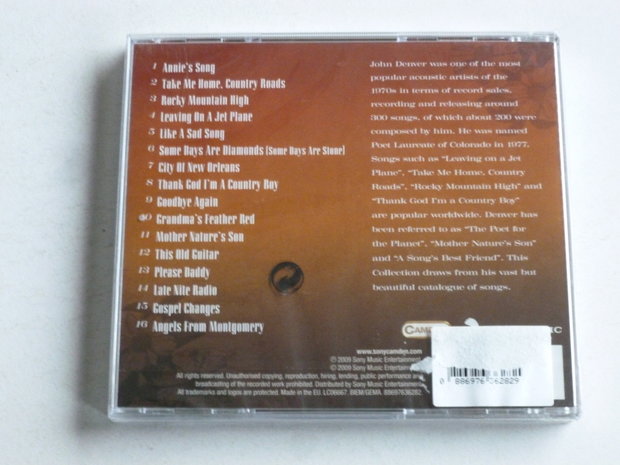 1 Annie's Song
2 Take Me Home, Country Roads
3 Rocky Mountain High
4 Leaving On A Jet Plane
5 Like A Sad Song
6 Some Days Are Diamonds (Some Days Are Stone)
7 City Of New Orleans
8 Thank God I'm A Country Boy
9 Goodbye Again
10 Grandma's Feather Bed
11 Mother Nature's Son
12 This Old Guitar
13 Please Daddy
14 Late Nite Radio
15 Gospel Changes
16 Angels From Montgomery
John Denver was one of the most
popular acoustic artists of the
1970s in terms of record sales,
recording and releasing around
300 songs, of which about 200 were
composed by him. He was named
Poet Laureate of Colorado in 1977.
Songs such as "Leaving on a Jet
Plane", "Take Me Home, Country
Roads", "Rocky Mountain High" and
"Thank God I'm a Country Boy"
are popular worldwide. Denver has
been referred to as "The Poet for
the Planet", "Mother Nature's Son"
and "A Song's Best Friend". This
Collection draws from his vast but
beautiful catalogue of songs.
www.sonycamden.
℗ 2009 Sony Music Entertainment
© 2009 Sony Music Entertainment
All rights reserved. Unauthorised copying, reproduction, hiring, lending, public performance and
broadcasting of the recorded work prohibited. Distributed by Sony Music Entertainment
All trademarks and logos are protected. Made in the EU. LC06867. BIEM/GEMA. 88697636282
0 886976 362829